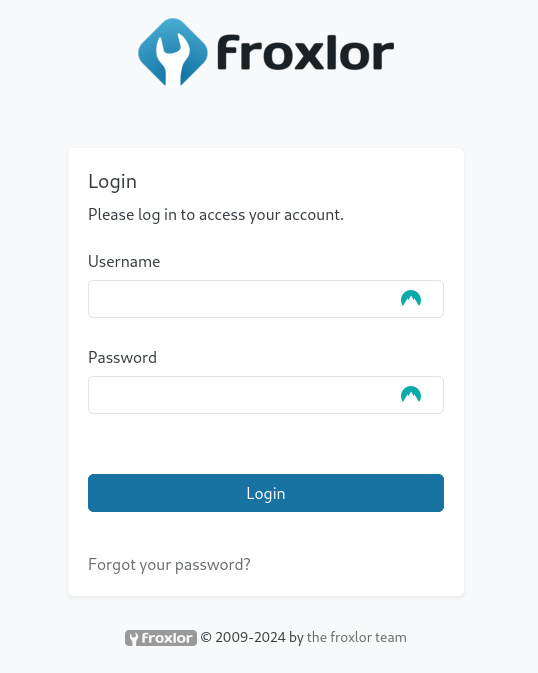 froxlor
Login
Please log in to access your account.
Username
Password
Login
Forgot your password?
froxlor © 2009-2024 by the froxlor team